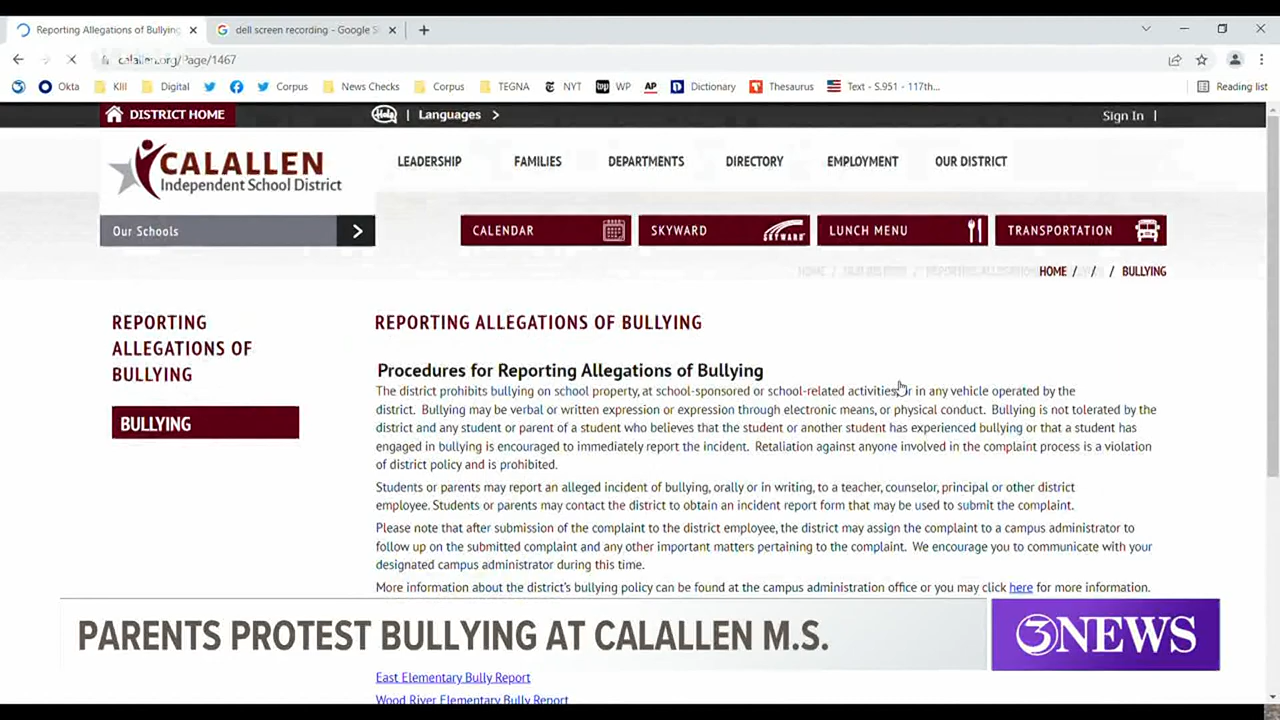 Reporting Allegations of Bullying
dell screen recording - Google S
calallen.org/Page/1467
Okta
KIII
Digital
Corpus
News Checks
Corpus
TEGNA
NYT
wp
WP
AP
Dictionary
Thesaurus
Text - S.951 - 117th...
Reading list
DISTRICT HOME
Hola
| Languages >
Sign In |
CALALLEN
Independent School District
LEADERSHIP
FAMILIES
DEPARTMENTS
DIRECTORY
EMPLOYMENT
OUR DISTRICT
Our Schools
CALENDAR
SKYWARD
SKYWARD
LUNCH MENU
TRANSPORTATION
HOME / / / BULLYING
REPORTING
ALLEGATIONS OF
BULLYING
BULLYING
REPORTING ALLEGATIONS OF BULLYING
Procedures for Reporting Allegations of Bullying
The district prohibits bullying on school property, at school-sponsored or school-related activities, or in any vehicle operated by the
district. Bullying may be verbal or written expression or expression through electronic means, or physical conduct. Bullying is not tolerated by the
district and any student or parent of a student who believes that the student or another student has experienced bullying or that a student has
engaged in bullying is encouraged to immediately report the incident. Retaliation against anyone involved in the complaint process is a violation
of district policy and is prohibited.
Students or parents may report an alleged incident of bullying, orally or in writing, to a teacher, counselor, principal or other district
employee. Students or parents may contact the district to obtain an incident report form that may be used to submit the complaint.
Please note that after submission of the complaint to the district employee, the district may assign the complaint to a campus administrator to
follow up on the submitted complaint and any other important matters pertaining to the complaint. We encourage you to communicate with your
designated campus administrator during this time.
More information about the district's bullying policy can be found at the campus administration office or you may click here for more information.
PARENTS PROTEST BULLYING AT CALALLEN M.S.
3NEWS
East Elementary Bully Report
Wood River Elementary Bully Report